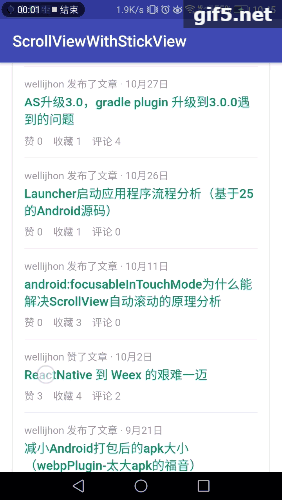 00:01 结束
1.9K/s
gif5.net
ScrollViewWithStickView
wellijhon 发布了文章 · 10月27日
AS升级3.0，gradle plugin 升级到3.0.0遇
到的问题
赞 0 收藏 1 评论 4
wellijhon 发布了文章 · 10月26日
Launcher启动应用程序流程分析（基于25
的Android源码）
赞 0 收藏 1 评论 0
wellijhon 发布了文章 · 10月11日
android:focusableInTouchMode为什么能
解决ScrollView自动滚动的原理分析
赞 0 收藏 3 评论 0
wellijhon 赞了文章 · 10月2日
ReactNative 到 Weex 的艰难一迈
赞 3 收藏 4 评论 2
wellijhon 发布了文章 · 9月21日
减小Android打包后的apk大小
（webpPlugin-太大apk的福音）